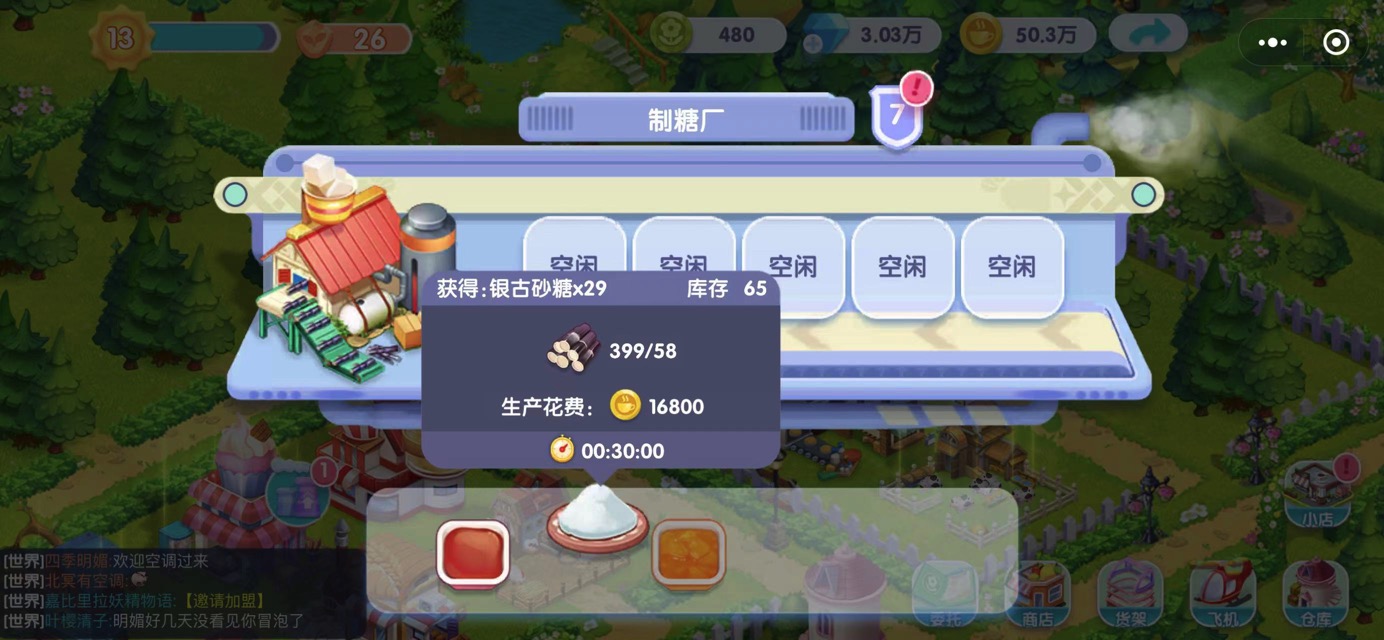 13
26
480
3.03万
50.3万
制糖厂
7
空闲
空闲
空闲
空闲
空闲
获得:银古砂糖x29 库存 65
399/58
生产花费: 16800
00:30:00
1
小店
[世界]四季明媚:欢迎空调过来
[世界]北冥有空调:
[世界]嘉比里拉妖精物语:【邀请加盟】
[世界]叶樱清子:明媚好几天没看见你冒泡了
委托
商店
货架
飞机
仓库